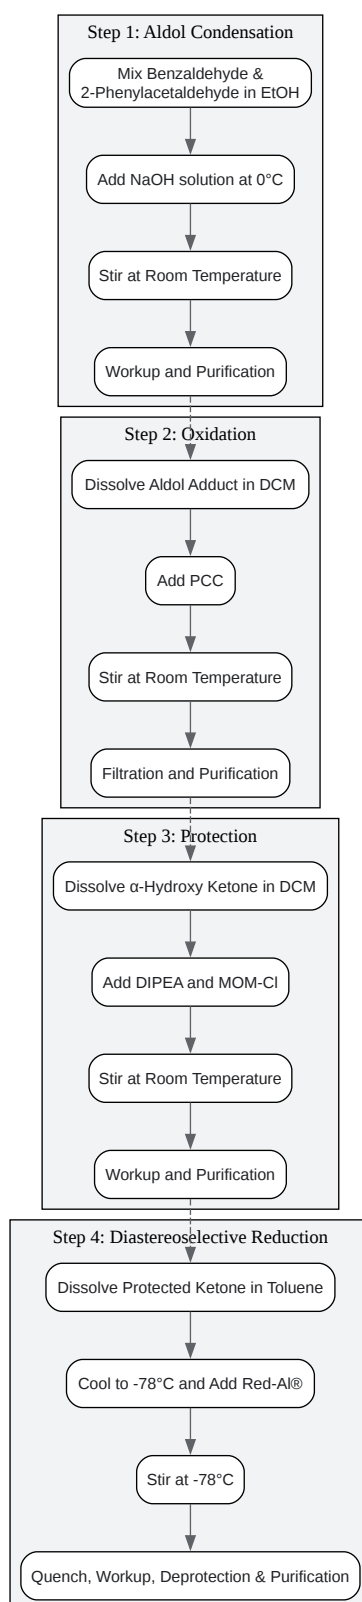 Step 1: Aldol Condensation
Mix Benzaldehyde &
2-Phenylacetaldehyde in EtOH
Add NaOH solution at 0°C
Stir at Room Temperature
Workup and Purification
Step 2: Oxidation
Dissolve Aldol Adduct in DCM
Add PCC
Stir at Room Temperature
Filtration and Purification
Step 3: Protection
Dissolve α-Hydroxy Ketone in DCM
Add DIPEA and MOM-Cl
Stir at Room Temperature
Workup and Purification
Step 4: Diastereoselective Reduction
Dissolve Protected Ketone in Toluene
Cool to -78°C and Add Red-Al®
Stir at -78°C
Quench, Workup, Deprotection & Purification